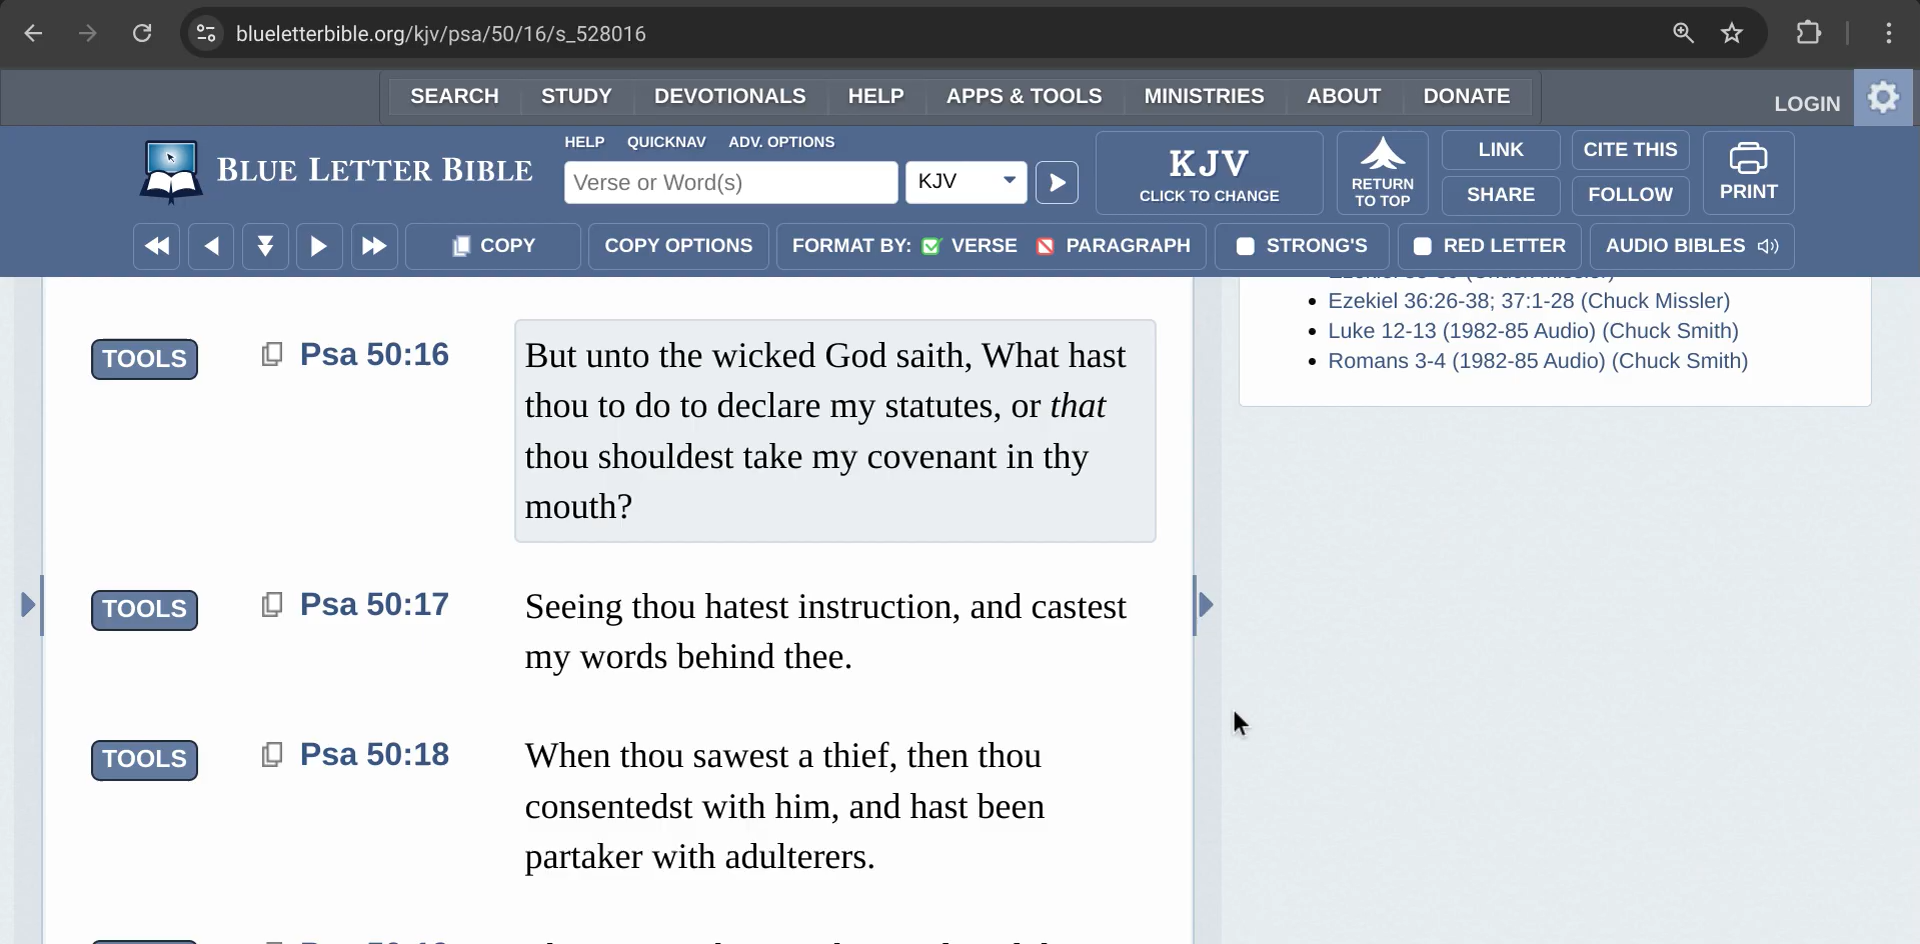 blueletterbible.org/kjv/psa/50/16/s_528016
SEARCH STUDY DEVOTIONALS HELP APPS & TOOLS MINISTRIES ABOUT DONATE
LOGIN
BLUE LETTER BIBLE
HELP QUICKNAV ADV. OPTIONS
Verse or Word(s)
KJV
KJV
CLICK TO CHANGE
RETURN
TO TOP
LINK
CITE THIS
SHARE
FOLLOW
PRINT
COPY
COPY OPTIONS
FORMAT BY: VERSE PARAGRAPH
STRONG'S
RED LETTER
AUDIO BIBLES
TOOLS
Psa 50:16
But unto the wicked God saith, What hast
thou to do to declare my statutes, or that
thou shouldest take my covenant in thy
mouth?
TOOLS
Psa 50:17
Seeing thou hatest instruction, and castest
my words behind thee.
TOOLS
Psa 50:18
When thou sawest a thief, then thou
consentedst with him, and hast been
partaker with adulterers.
Ezekiel 36:26-38; 37:1-28 (Chuck Missler)
Luke 12-13 (1982-85 Audio) (Chuck Smith)
Romans 3-4 (1982-85 Audio) (Chuck Smith)